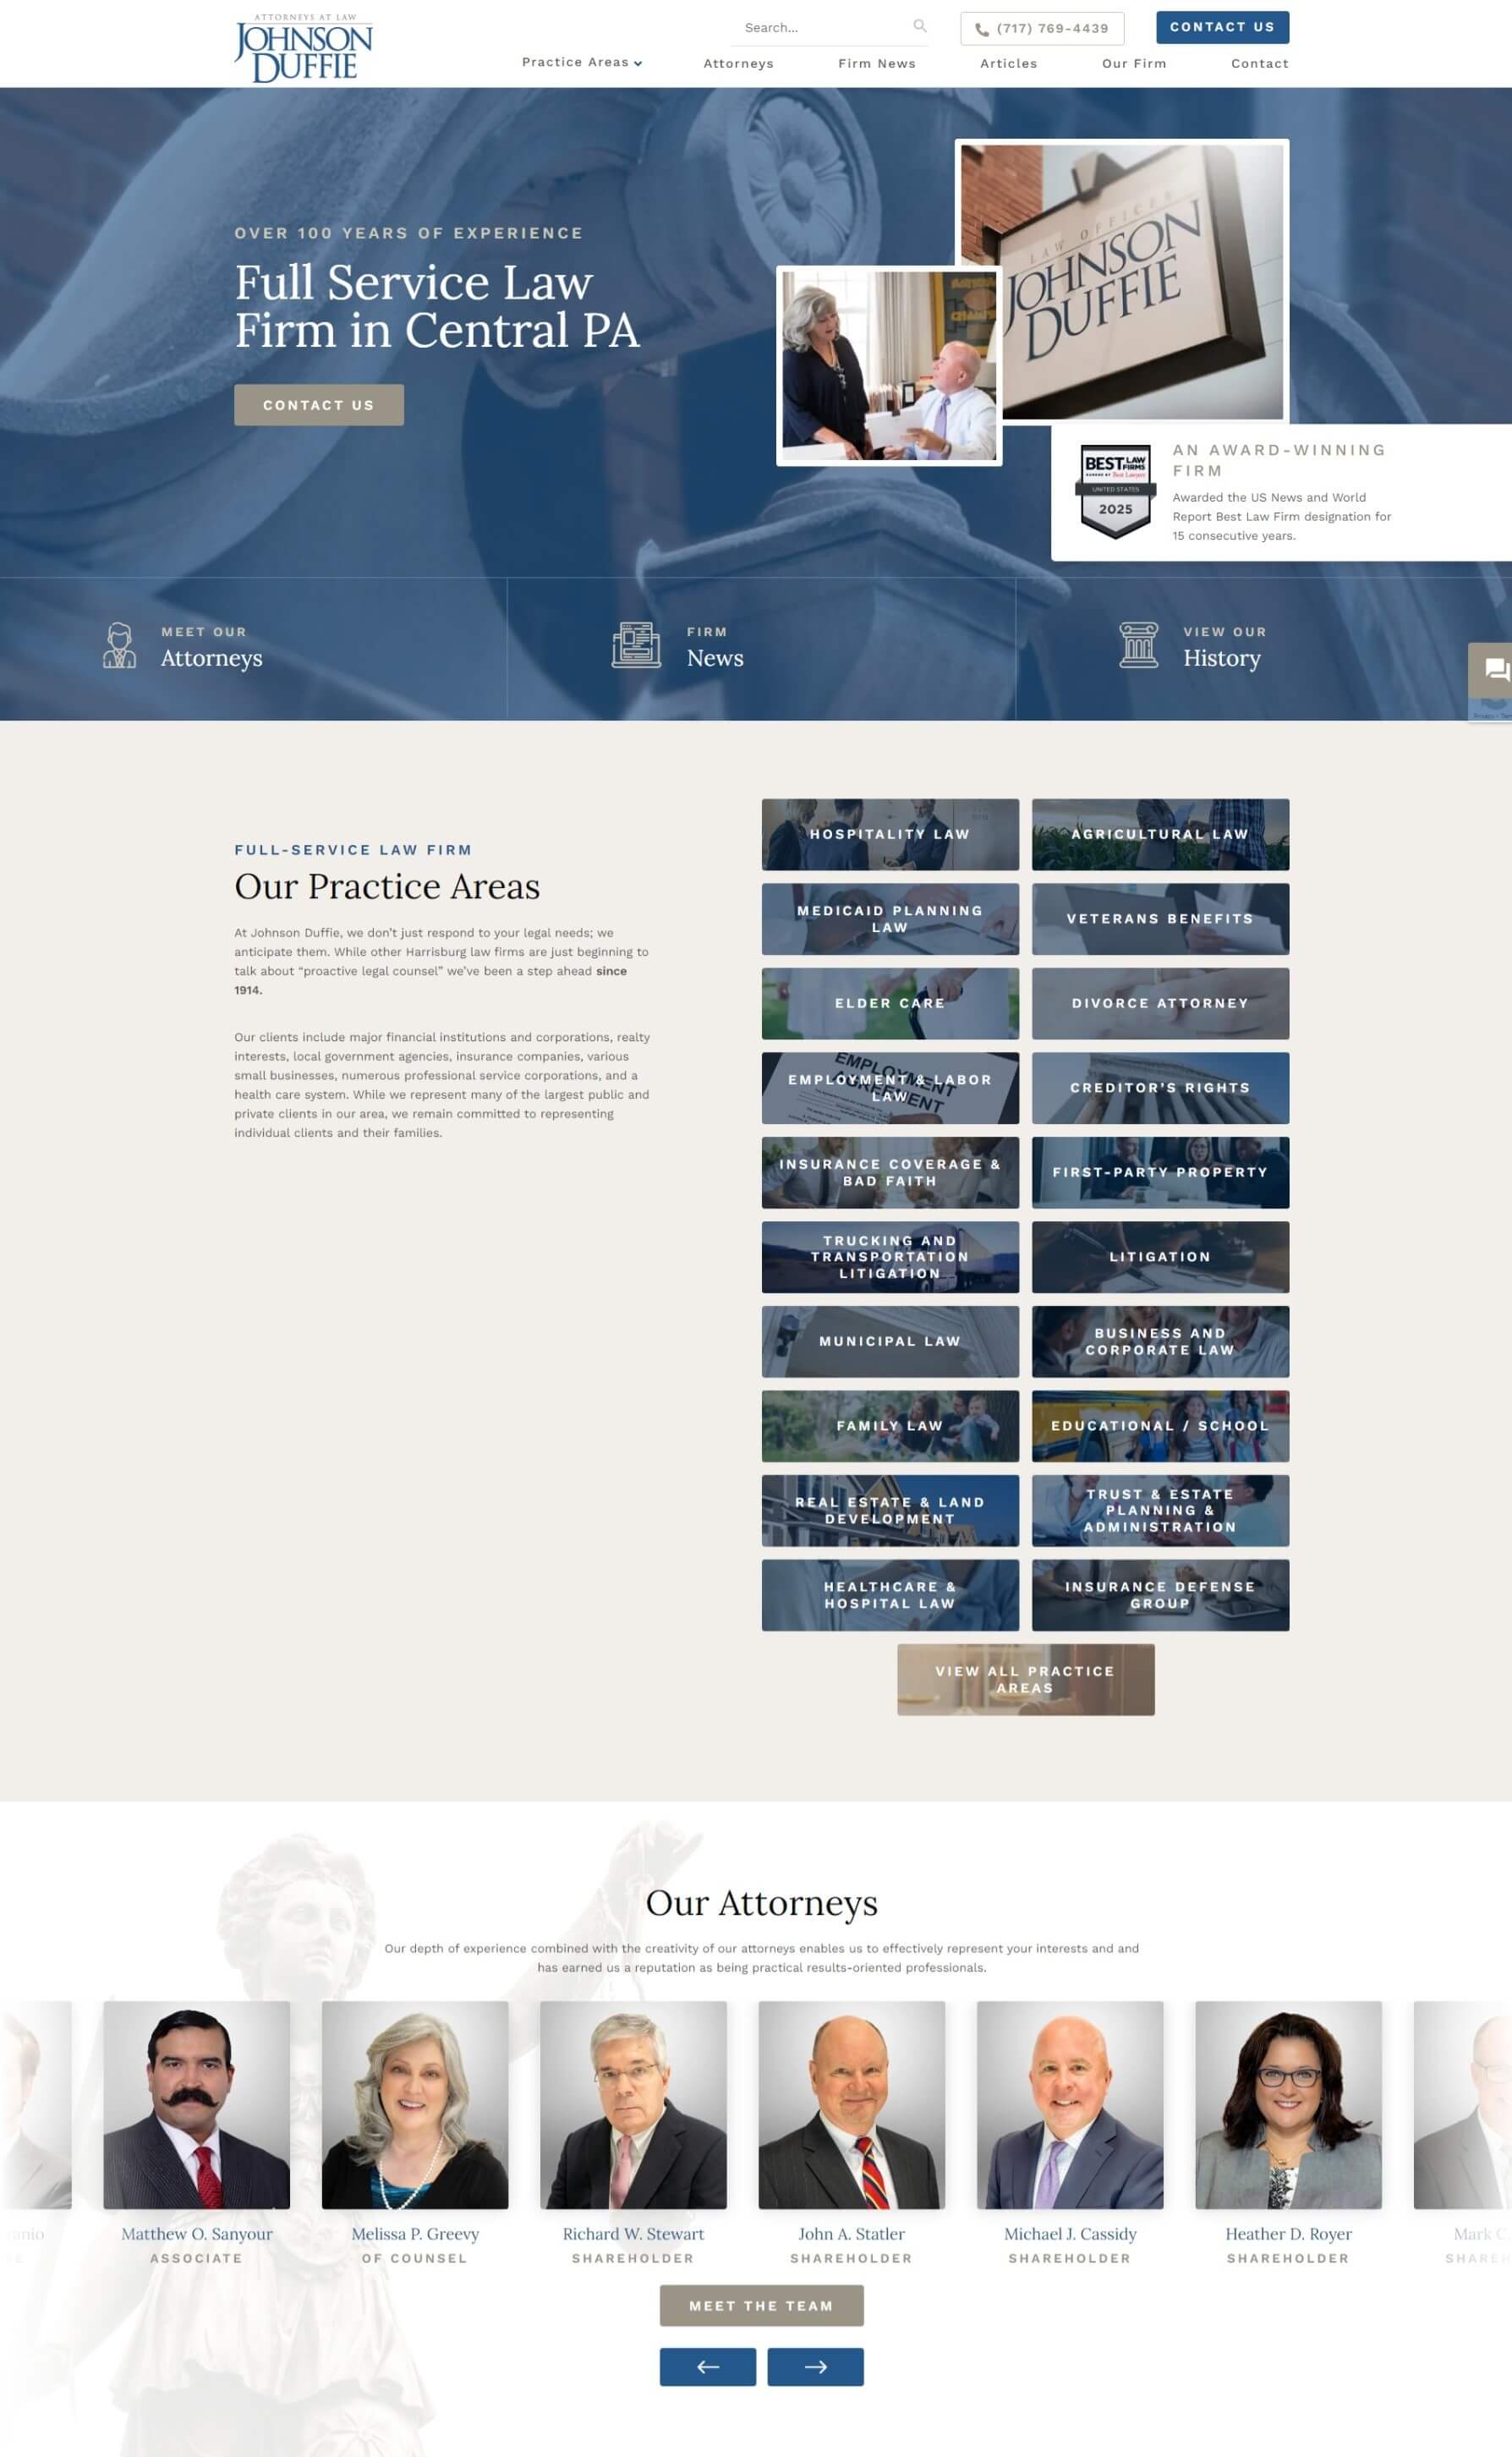 ATTORNEYS AT LAW
JOHNSON
DUFFIE
Search...
(717) 769-4439
CONTACT US
Practice Areas
Attorneys
Firm News
Articles
Our Firm
Contact
OVER 100 YEARS OF EXPERIENCE
Full Service Law
Firm in Central PA
CONTACT US
LAW OFFICES
JOHNSON
DUFFIE
BEST LAW
FIRMS
UNITED STATES
2025
AN AWARD-WINNING
FIRM
Awarded the US News and World
Report Best Law Firm designation for
15 consecutive years.
MEET OUR
Attorneys
FIRM
News
VIEW OUR
History
FULL-SERVICE LAW FIRM
Our Practice Areas
At Johnson Duffie, we don’t just respond to your legal needs; we
anticipate them. While other Harrisburg law firms are just beginning to
talk about “proactive legal counsel” we’ve been a step ahead since
1914.
Our clients include major financial institutions and corporations, realty
interests, local government agencies, insurance companies, various
small businesses, numerous professional service corporations, and a
health care system. While we represent many of the largest public and
private clients in our area, we remain committed to representing
individual clients and their families.
HOSPITALITY LAW
AGRICULTURAL LAW
MEDICAID PLANNING
LAW
VETERANS BENEFITS
ELDER CARE
DIVORCE ATTORNEY
EMPLOYMENT
AGREEMENT
EMPLOYMENT & LABOR
LAW
CREDITOR’S RIGHTS
INSURANCE COVERAGE &
BAD FAITH
FIRST-PARTY PROPERTY
TRUCKING AND
TRANSPORTATION
LITIGATION
LITIGATION
MUNICIPAL LAW
BUSINESS AND
CORPORATE LAW
FAMILY LAW
EDUCATIONAL / SCHOOL
REAL ESTATE & LAND
DEVELOPMENT
TRUST & ESTATE
PLANNING &
ADMINISTRATION
HEALTHCARE &
HOSPITAL LAW
INSURANCE DEFENSE
GROUP
VIEW ALL PRACTICE
AREAS
Our Attorneys
Our depth of experience combined with the creativity of our attorneys enables us to effectively represent your interests and and
has earned us a reputation as being practical results-oriented professionals.
Matthew O. Sanyour
ASSOCIATE
Melissa P. Greevy
OF COUNSEL
Richard W. Stewart
SHAREHOLDER
John A. Statler
SHAREHOLDER
Michael J. Cassidy
SHAREHOLDER
Heather D. Royer
SHAREHOLDER
Mark C
MEET THE TEAM